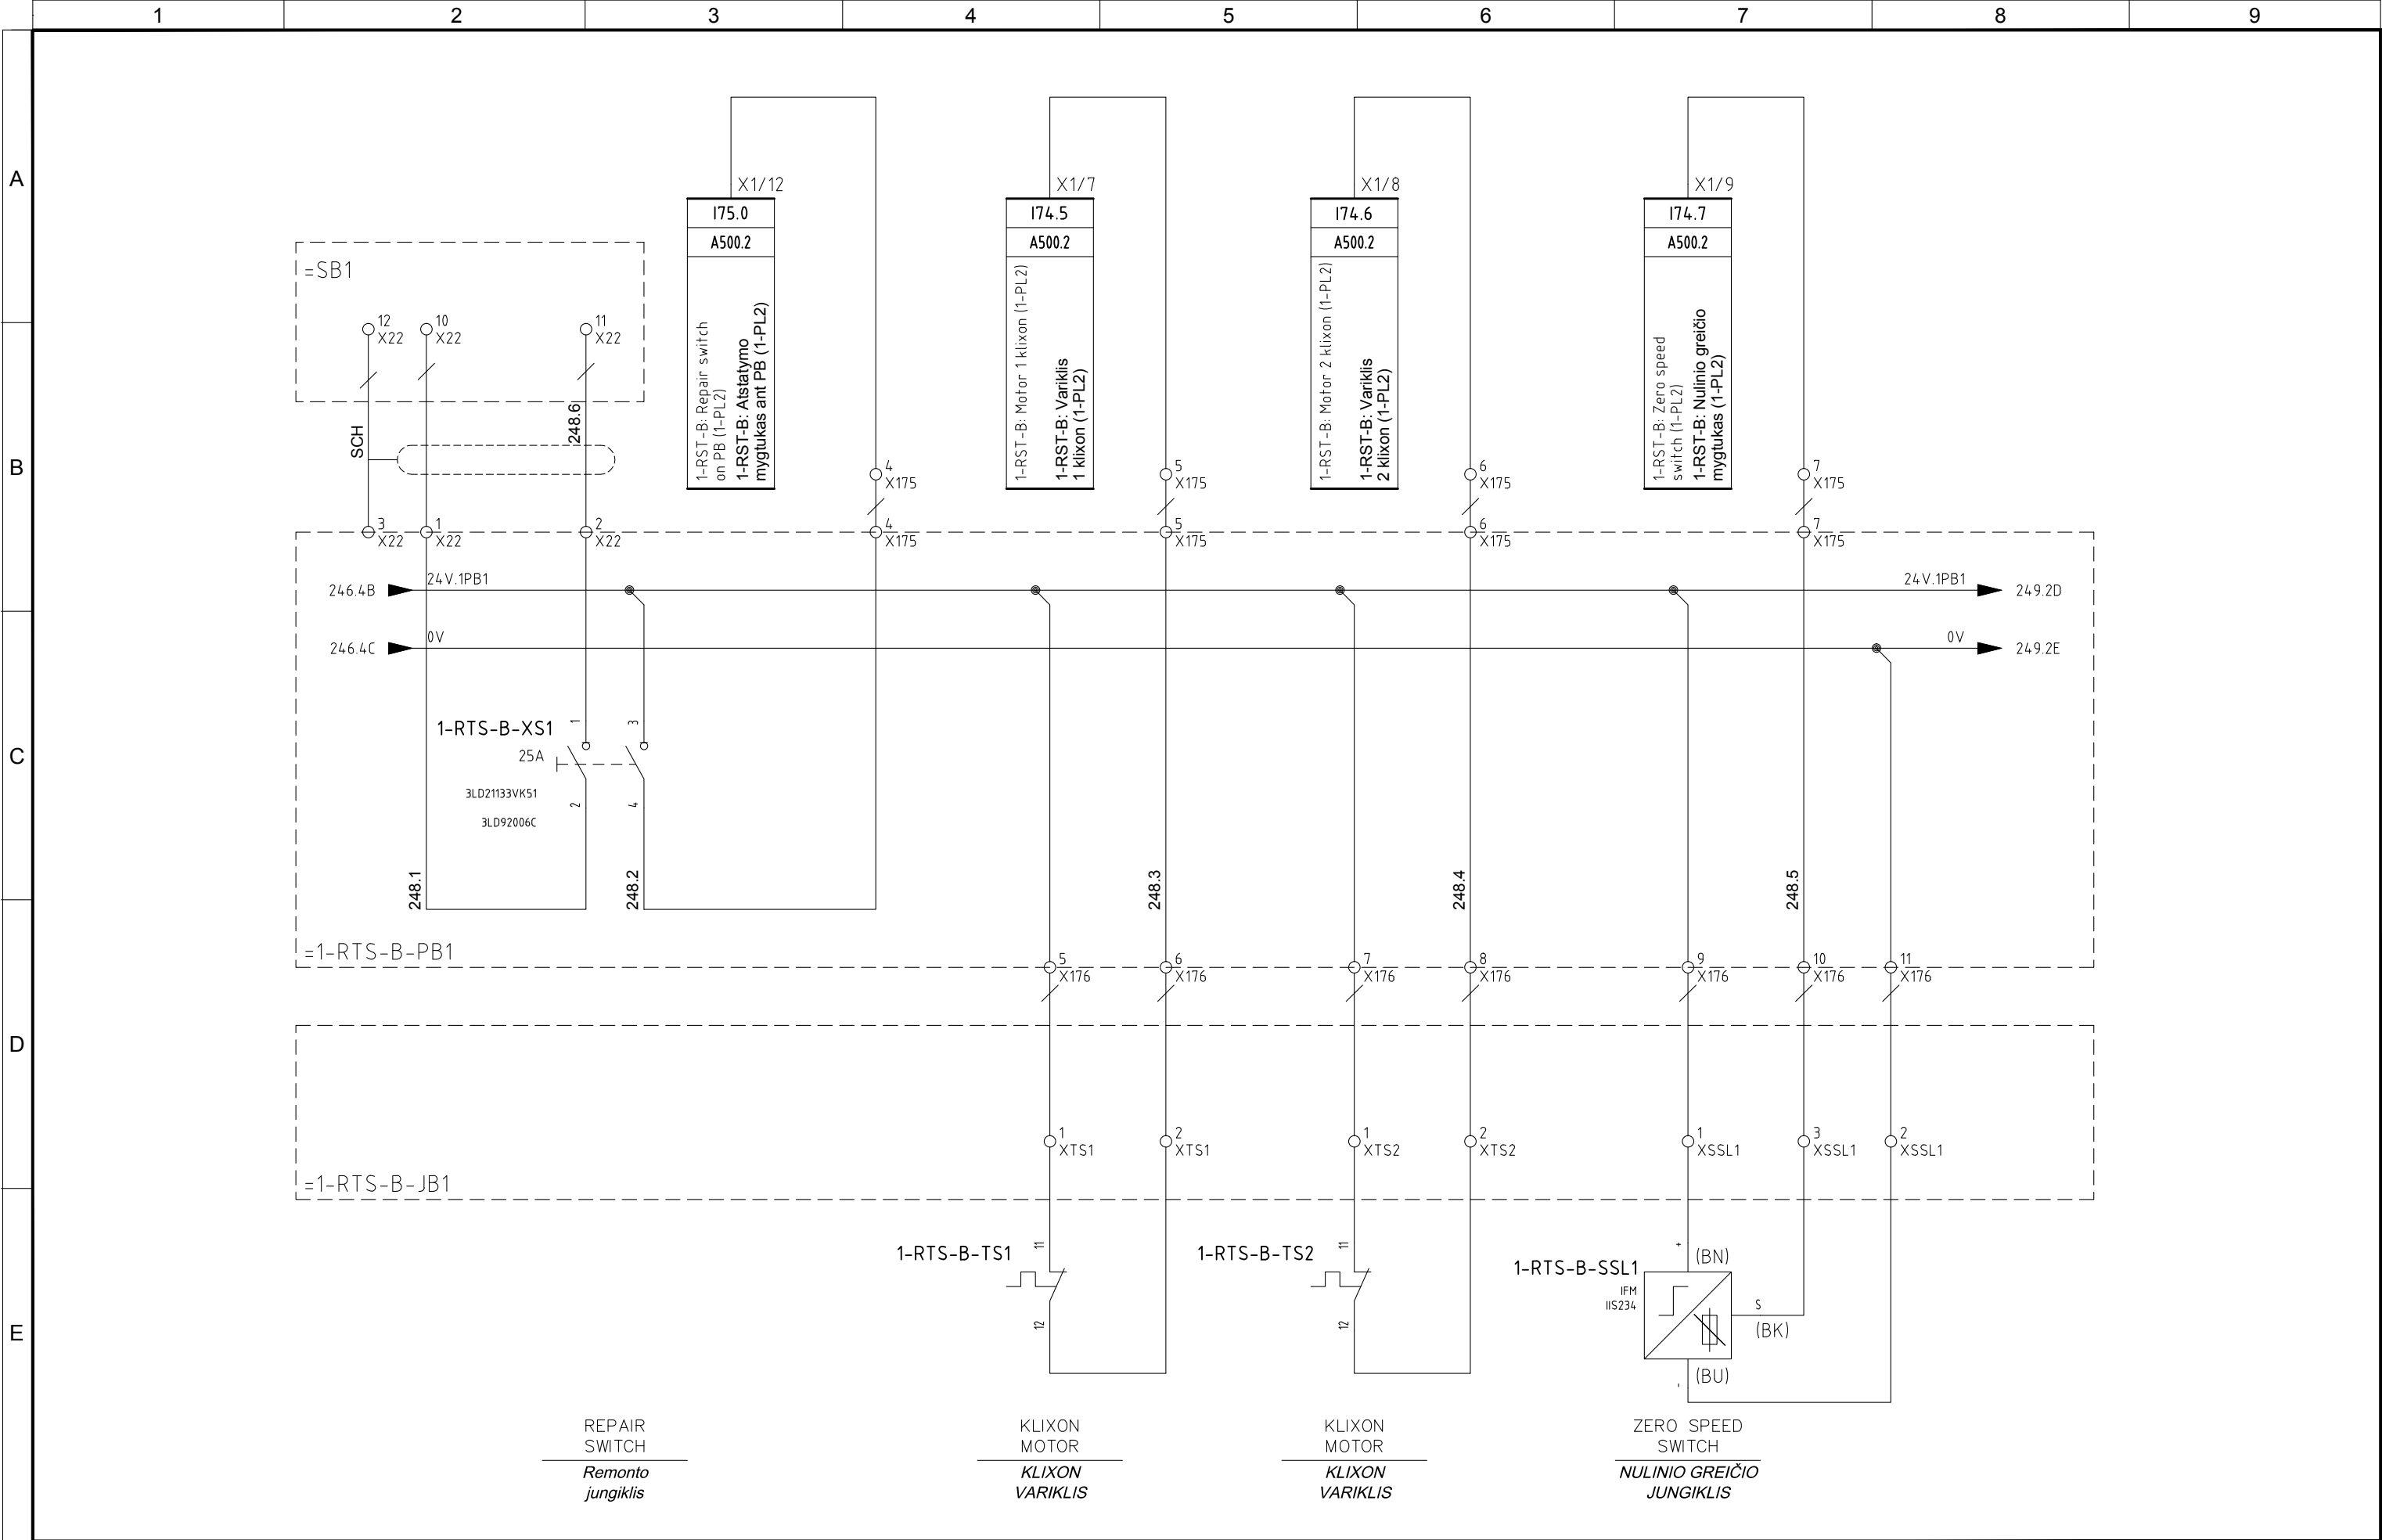 1 2 3 4 5 6 7 8 9
A
B
C
D
E
X1/12
I75.0
A500.2
1-RST-B: Repair switch
on PB (1-PL2)
1-RST-B: Atstatymo
mygtukas ant PB (1-PL2)
X1/7
I74.5
A500.2
1-RST-B: Motor 1 klixon (1-PL2)
1-RST-B: Variklis
1 klixon (1-PL2)
X1/8
I74.6
A500.2
1-RST-B: Motor 2 klixon (1-PL2)
1-RST-B: Variklis
2 klixon (1-PL2)
X1/9
I74.7
A500.2
1-RST-B: Zero speed
switch (1-PL2)
1-RST-B: Nulinio greičio
mygtukas (1-PL2)
=SB1
12
X22
10
X22
11
X22
SCH
248.6
4
X175
5
X175
6
X175
7
X175
3
X22
1
X22
2
X22
4
X175
5
X175
6
X175
7
X175
246.4B
24V.1PB1
24V.1PB1
249.2D
246.4C
0V
0V
249.2E
1-RTS-B-XS1
25A
3LD21133VK51
3LD92006C
1
2
3
4
248.1
248.2
248.3
248.4
248.5
=1-RTS-B-PB1
5
X176
6
X176
7
X176
8
X176
9
X176
10
X176
11
X176
1
XTS1
2
XTS1
1
XTS2
2
XTS2
1
XSSL1
3
XSSL1
2
XSSL1
=1-RTS-B-JB1
1-RTS-B-TS1
11
12
1-RTS-B-TS2
11
12
1-RTS-B-SSL1
IFM
IIS234
+
(BN)
S
(BK)
-
(BU)
REPAIR
SWITCH
Remonto
jungiklis
KLIXON
MOTOR
KLIXON
VARIKLIS
KLIXON
MOTOR
KLIXON
VARIKLIS
ZERO SPEED
SWITCH
NULINIO GREIČIO
JUNGIKLIS